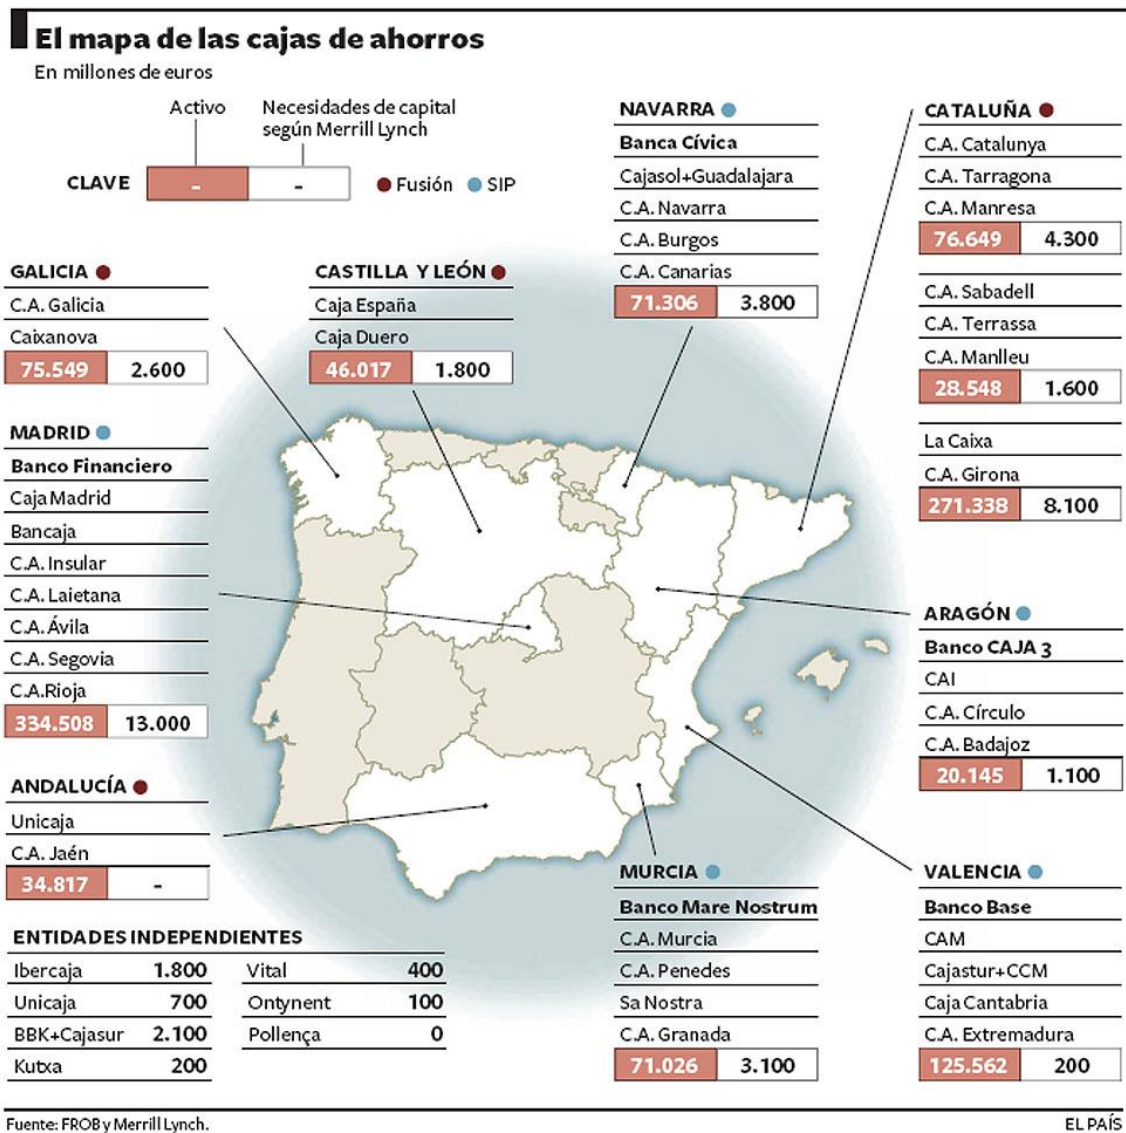 El mapa de las cajas de ahorros
En millones de euros
Activo
Necesidades de capital
según Merrill Lynch
CLAVE
-
-
Fusión
SIP
GALICIA
C.A. Galicia
Caixanova
75.549 2.600
CASTILLA Y LEÓN
Caja España
Caja Duero
46.017 1.800
NAVARRA
Banca Cívica
Cajasol+Guadalajara
C.A. Navarra
C.A. Burgos
C.A. Canarias
71.306 3.800
CATALUÑA
C.A. Catalunya
C.A. Tarragona
C.A. Manresa
76.649 4.300
C.A. Sabadell
C.A. Terrassa
C.A. Manlleu
28.548 1.600
La Caixa
C.A. Girona
271.338 8.100
MADRID
Banco Financiero
Caja Madrid
Bancaja
C.A. Insular
C.A. Laietana
C.A. Ávila
C.A. Segovia
C.A.Rioja
334.508 13.000
ARAGÓN
Banco CAJA 3
CAI
C.A. Círculo
C.A. Badajoz
20.145 1.100
ANDALUCÍA
Unicaja
C.A. Jaén
34.817 -
MURCIA
Banco Mare Nostrum
C.A. Murcia
C.A. Penedes
Sa Nostra
C.A. Granada
71.026 3.100
VALENCIA
Banco Base
CAM
Cajastur+CCM
Caja Cantabria
C.A. Extremadura
125.562 200
ENTIDADES INDEPENDIENTES
Ibercaja 1.800
Unicaja 700
BBK+Cajasur 2.100
Kutxa 200
Vital 400
Ontynent 100
Pollença 0
Fuente: FROB y Merrill Lynch.
EL PAÍS